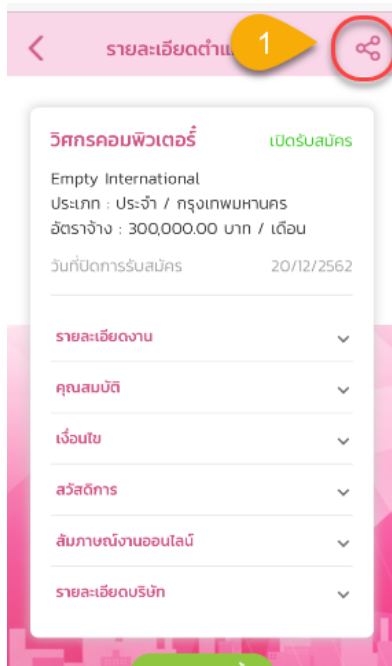 รายละเอียดตำแ
1
วิศกรคอมพิวเตอร์ เปิดรับสมัคร
Empty International
ประเภท : ประจำ / กรุงเทพมหานคร
อัตราจ้าง : 300,000.00 บาท / เดือน
วันที่ปิดการรับสมัคร 20/12/2562
รายละเอียดงาน
คุณสมบัติ
เงื่อนไข
สวัสดิการ
สัมภาษณ์งานออนไลน์
รายละเอียดบริษัท